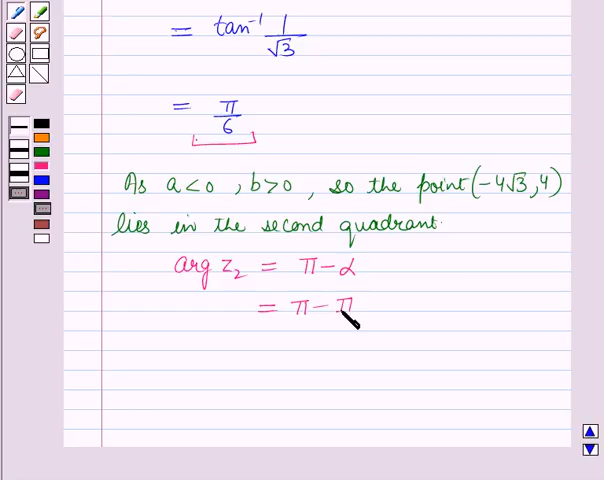 = tan⁻¹ 1/√3
= π/6
As a<0 , b>0 , so the point (-4√3, 4)
lies in the second quadrant.
arg z₂ = π-α
= π-π